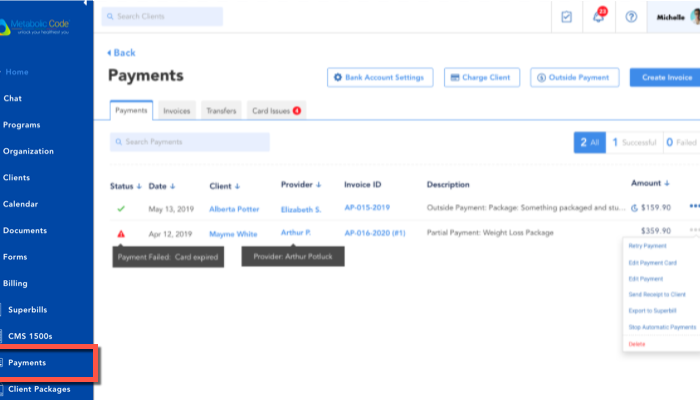 Metabolic Code®
unlock your healthiest you.
Home
Chat
Programs
Organization
Clients
Calendar
Documents
Forms
Billing
Superbills
CMS 1500s
Payments
Client Packages
Search Clients
28
Michelle
Back
Payments
Bank Account Settings
Charge Client
Outside Payment
Create Invoice
Payments Invoices Transfers Card Issues 4
Search Payments
2 All 1 Successful 0 Failed
Status Date Client Provider Invoice ID Description Amount
May 13, 2019 Alberta Potter Elizabeth S. AP-015-2019 Outside Payment: Package: Something packaged and stu... $159.90
Apr 12, 2019 Mayme White Arthur P. AP-016-2020 (#1) Partial Payment: Weight Loss Package $359.90
Payment Failed: Card expired
Provider: Arthur Potluck
Retry Payment
Edit Payment Card
Edit Payment
Send Receipt to Client
Export to Superbill
Stop Automatic Payments
Delete